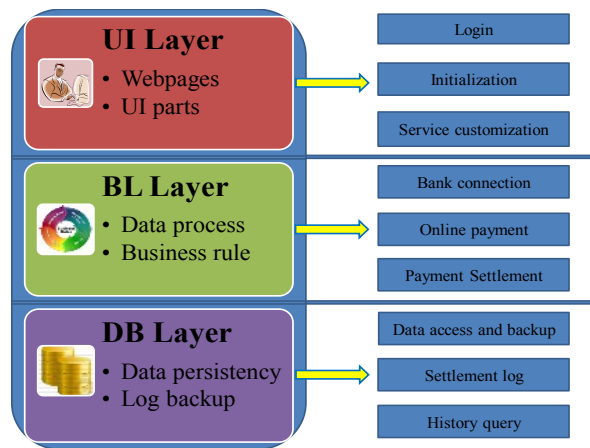 UI Layer
• Webpages
• UI parts
Login
Initialization
Service customization
BL Layer
• Data process
• Business rule
Bank connection
Online payment
Payment Settlement
DB Layer
• Data persistency
• Log backup
Data access and backup
Settlement log
History query